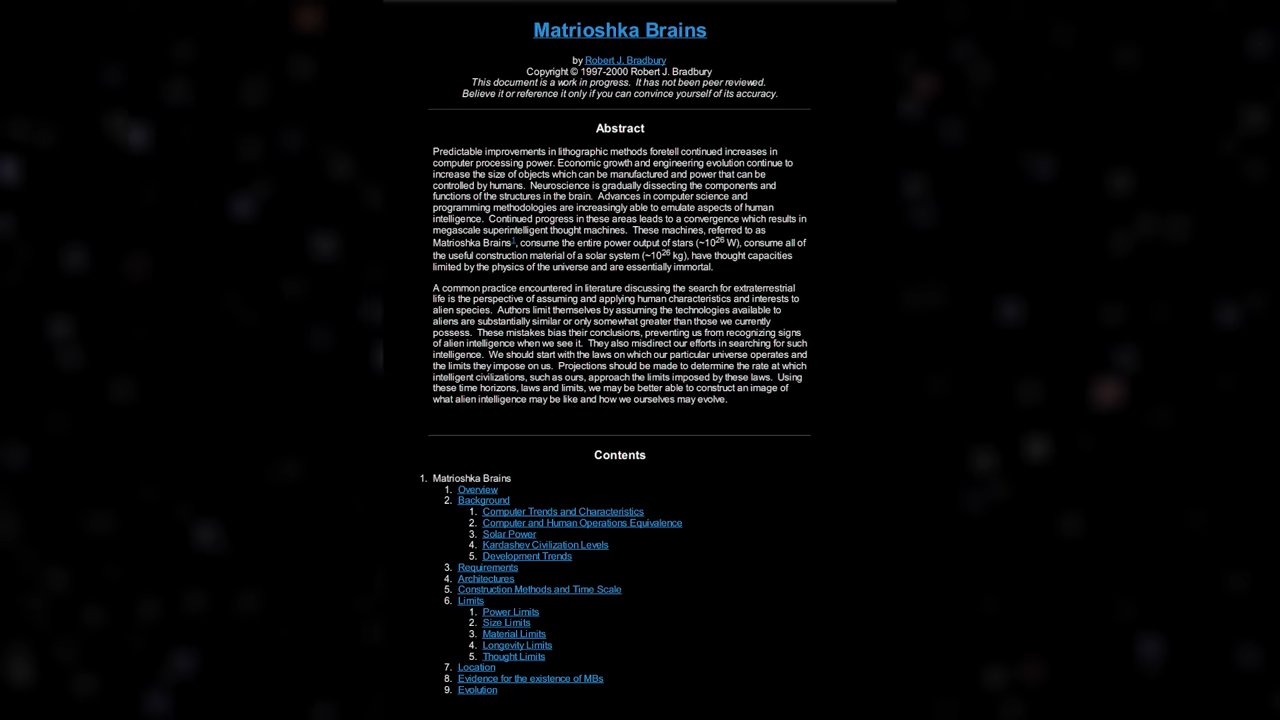 Matrioshka Brains
by Robert J. Bradbury
Copyright © 1997-2000 Robert J. Bradbury
This document is a work in progress. It has not been peer reviewed.
Believe it or reference it only if you can convince yourself of its accuracy.
Abstract
Predictable improvements in lithographic methods foretell continued increases in
computer processing power. Economic growth and engineering evolution continue to
increase the size of objects which can be manufactured and power that can be
controlled by humans. Neuroscience is gradually dissecting the components and
functions of the structures in the brain. Advances in computer science and
programming methodologies are increasingly able to emulate aspects of human
intelligence. Continued progress in these areas leads to a convergence which results in
megascale superintelligent thought machines. These machines, referred to as
Matrioshka Brains¹, consume the entire power output of stars (~10²⁶ W), consume all of
the useful construction material of a solar system (~10²⁶ kg), have thought capacities
limited by the physics of the universe and are essentially immortal.
A common practice encountered in literature discussing the search for extraterrestrial
life is the perspective of assuming and applying human characteristics and interests to
alien species. Authors limit themselves by assuming the technologies available to
aliens are substantially similar or only somewhat greater than those we currently
possess. These mistakes bias their conclusions, preventing us from recognizing signs
of alien intelligence when we see it. They also misdirect our efforts in searching for such
intelligence. We should start with the laws on which our particular universe operates and
the limits they impose on us. Projections should be made to determine the rate at which
intelligent civilizations, such as ours, approach the limits imposed by these laws. Using
these time horizons, laws and limits, we may be better able to construct an image of
what alien intelligence may be like and how we ourselves may evolve.
Contents
1. Matrioshka Brains
1. Overview
2. Background
1. Computer Trends and Characteristics
2. Computer and Human Operations Equivalence
3. Solar Power
4. Kardashev Civilization Levels
5. Development Trends
3. Requirements
4. Architectures
5. Construction Methods and Time Scale
6. Limits
1. Power Limits
2. Size Limits
3. Material Limits
4. Longevity Limits
5. Thought Limits
7. Location
8. Evidence for the existence of MBs
9. Evolution